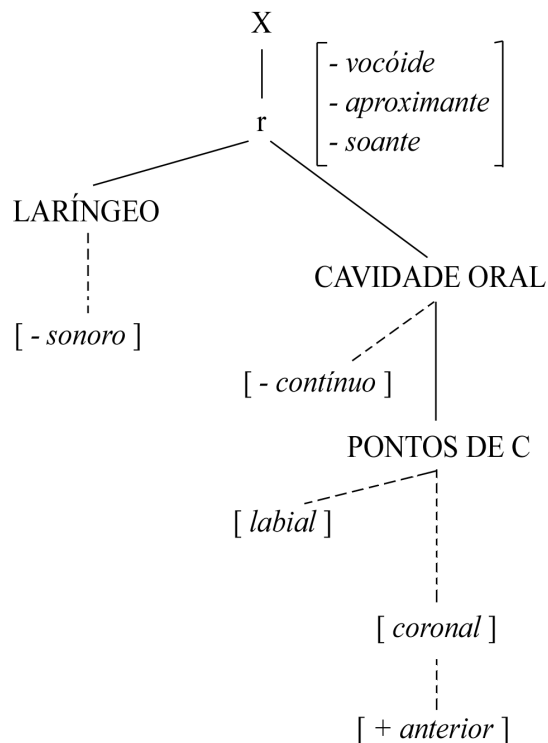 X
- vocóide
- aproximante
- soante
r
LARÍNGEO
CAVIDADE ORAL
[ - sonoro ]
[ - contínuo ]
PONTOS DE C
[ labial ]
[ coronal ]
[ + anterior ]